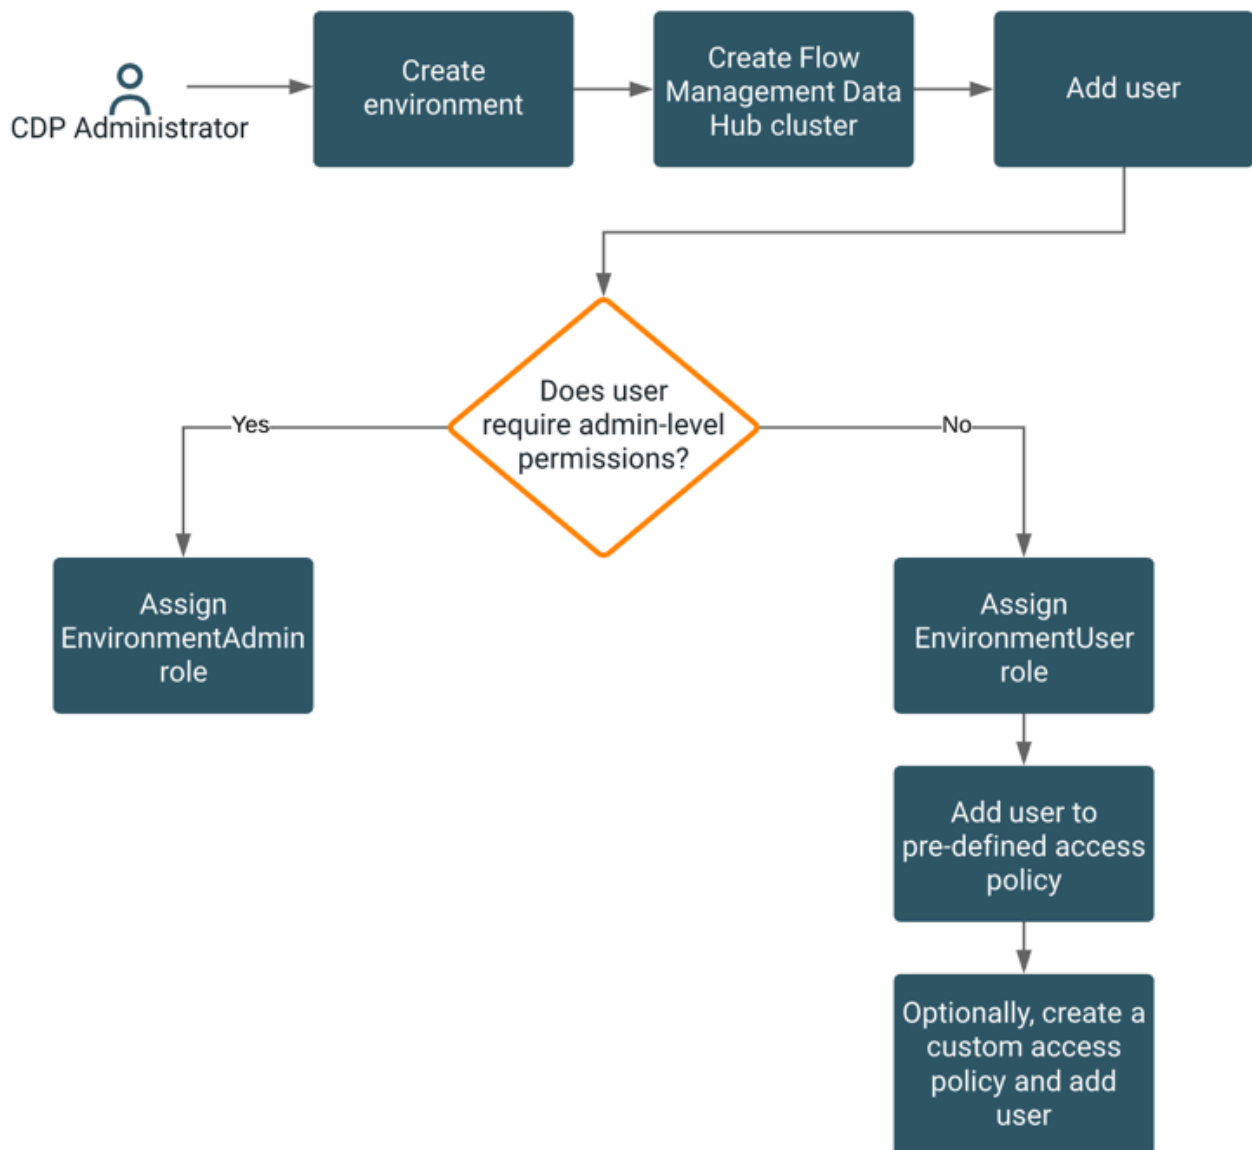 CDP Administrator
Create
environment
Create Flow
Management Data
Hub cluster
Add user
Does user
require admin-level
permissions?
Yes
No
Assign
EnvironmentAdmin
role
Assign
EnvironmentUser
role
Add user to
pre-defined access
policy
Optionally, create a
custom access
policy and add
user